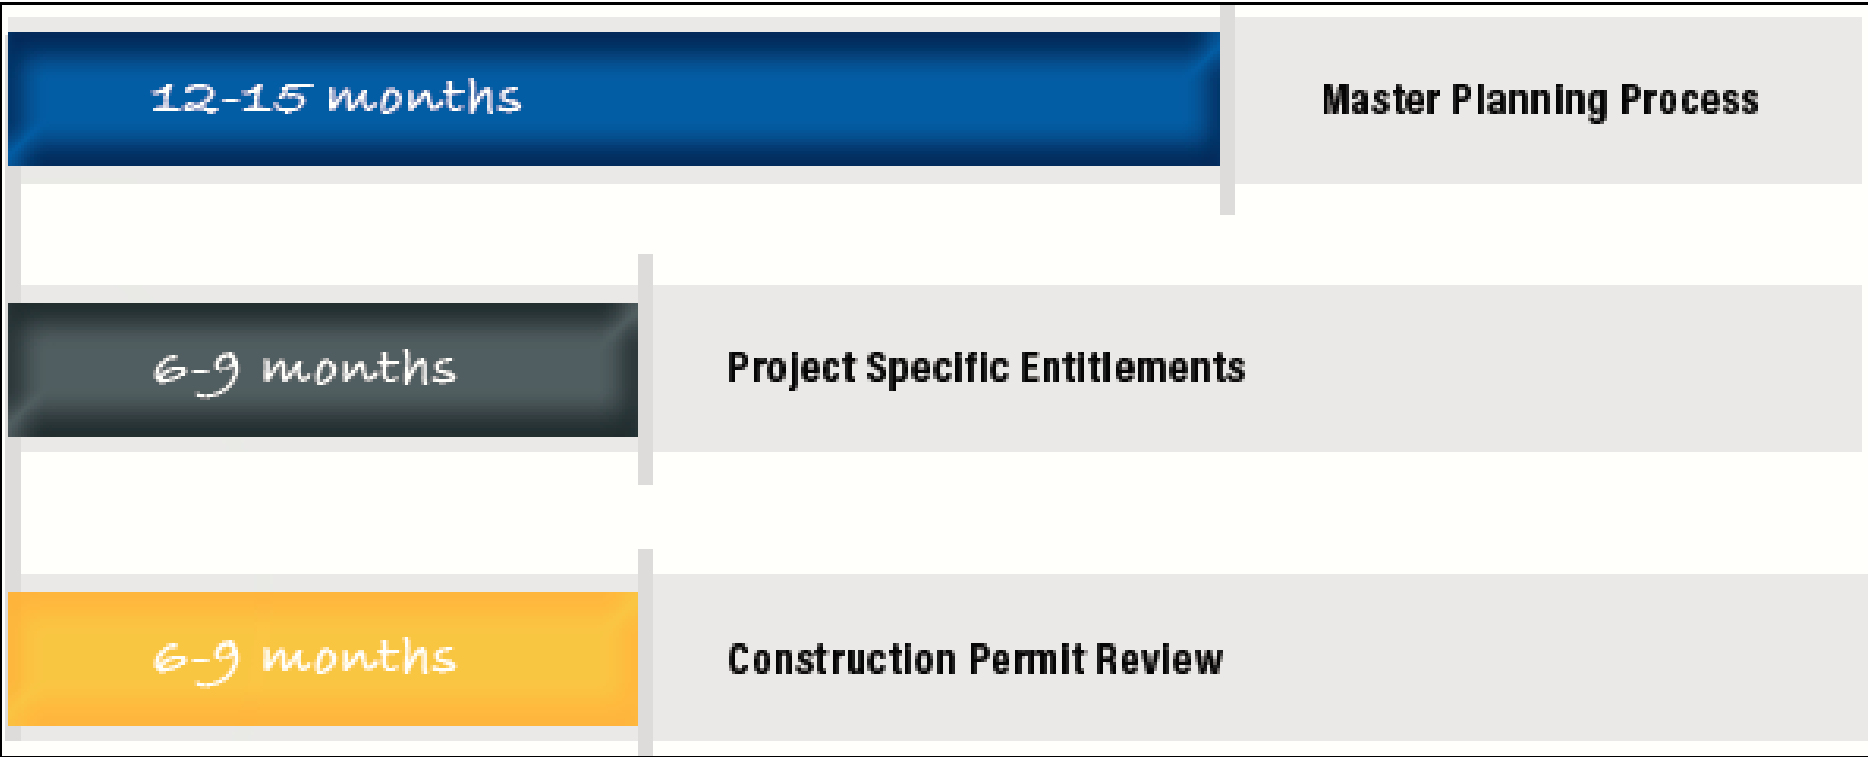 12-15 months
Master Planning Process
6-9 months
Project Specific Entitlements
6-9 months
Construction Permit Review